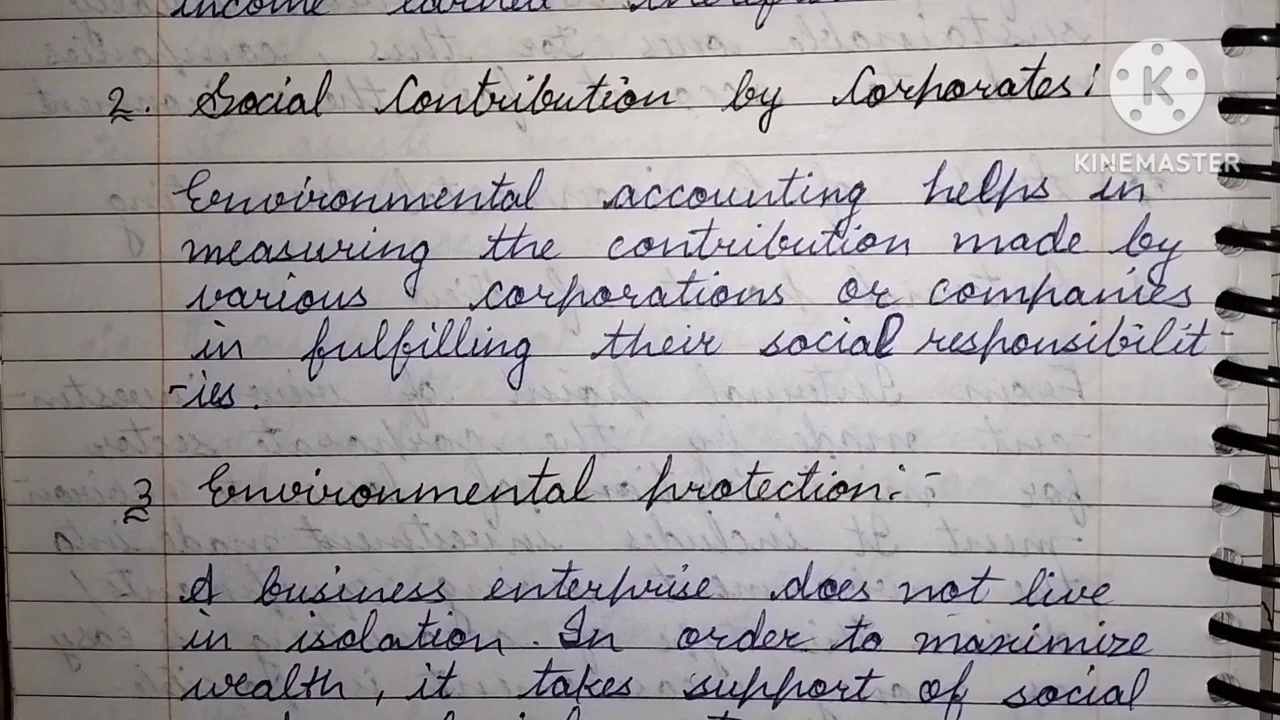 income earned
2. Social Contribution by Corporates:
K
KINEMASTER
Environmental accounting helps in
measuring the contribution made by
various corporations or companies
in fulfilling their social responsibilit-
-ies.
3 Environmental protection:-
A business enterprise does not live
in isolation. In order to maximize
wealth, it takes support of social